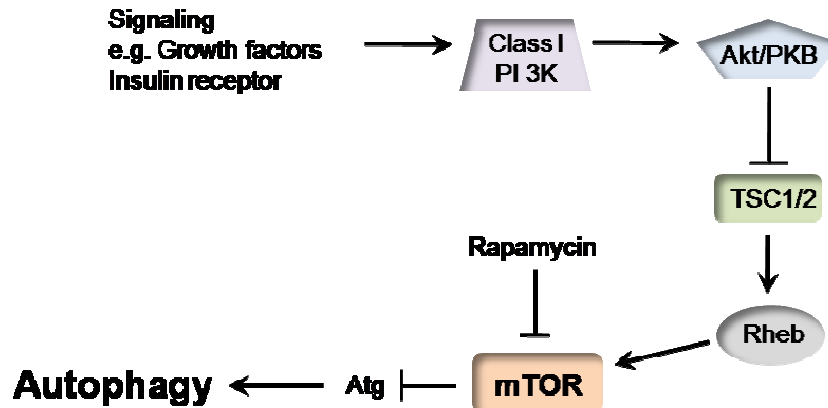 Signaling
e.g. Growth factors
Insulin receptor
Class I
PI 3K
Akt/PKB
TSC1/2
Rapamycin
Rheb
mTOR
Atg
Autophagy